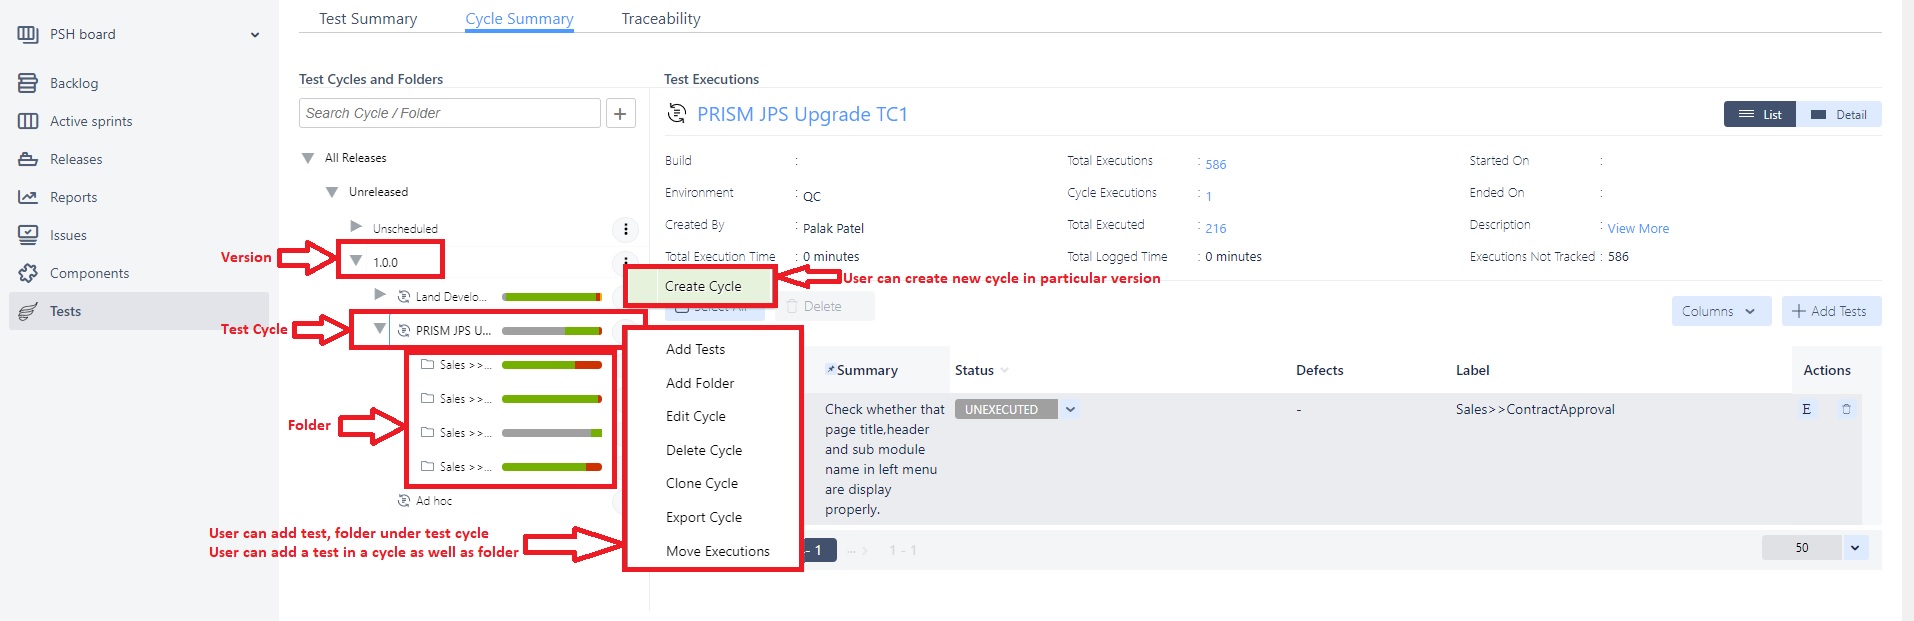 PSH board
Backlog
Active sprints
Releases
Reports
Issues
Components
Tests
Test Summary
Cycle Summary
Traceability
Test Cycles and Folders
Search Cycle / Folder
+
All Releases
Unreleased
Unscheduled
Version
1.0.0
Land Develo...
Test Cycle
PRISM JPS U...
Sales >>...
Sales >>...
Folder
Sales >>...
Sales >>...
Ad hoc
User can add test, folder under test cycle
User can add a test in a cycle as well as folder
Create Cycle
User can create new cycle in particular version
Add Tests
Add Folder
Edit Cycle
Delete Cycle
Clone Cycle
Export Cycle
Move Executions
Test Executions
PRISM JPS Upgrade TC1
List
Detail
Build :
Total Executions : 586
Started On :
Environment : QC
Cycle Executions : 1
Ended On :
Created By : Palak Patel
Total Executed : 216
Description : View More
Total Execution Time : 0 minutes
Total Logged Time : 0 minutes
Executions Not Tracked : 586
Select All
Delete
Columns
+ Add Tests
Summary
Status
Defects
Label
Actions
Check whether that
page title,header
and sub module
name in left menu
are display
properly.
UNEXECUTED
-
Sales>>ContractApproval
E
- 1
...
1 - 1
50